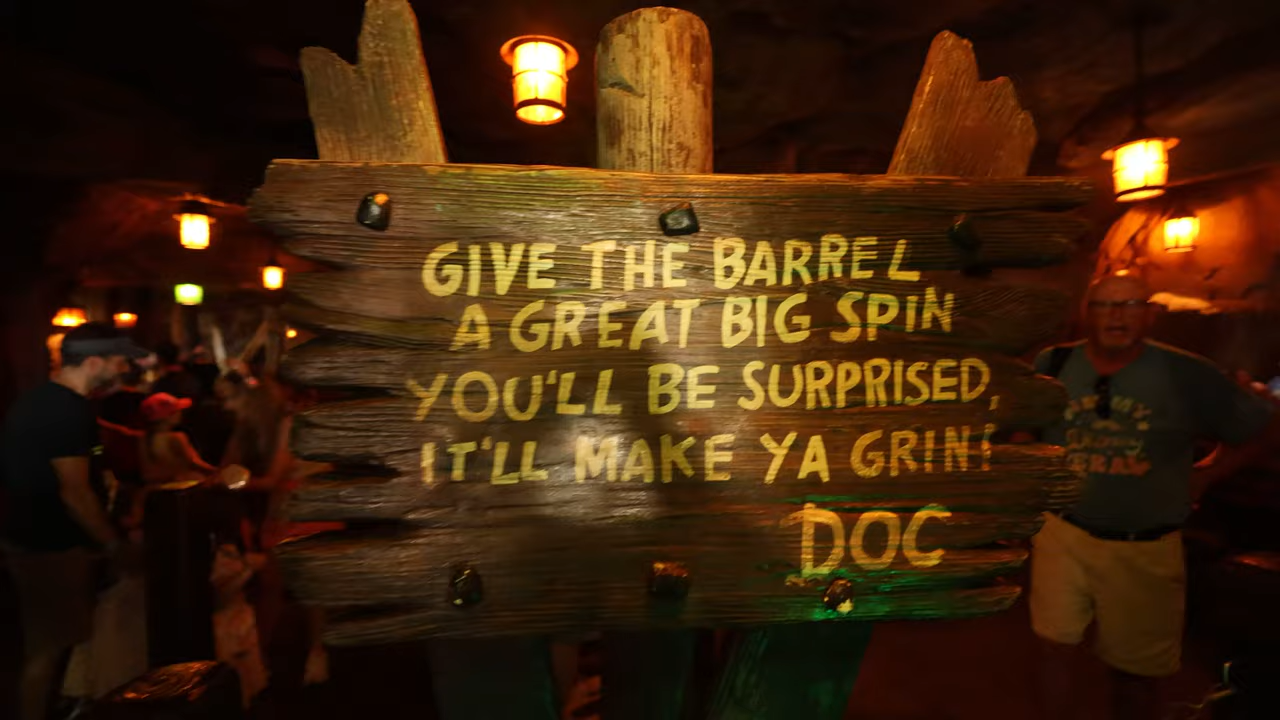 GIVE THE BARREL
A GREAT BIG SPIN
YOU'LL BE SURPRISED,
IT'LL MAKE YA GRIN!
DOC